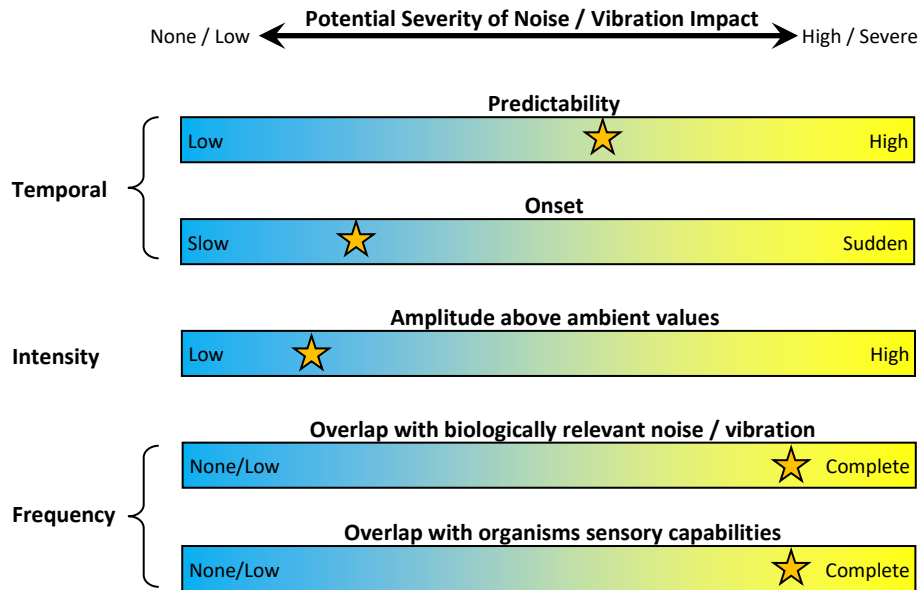 Potential Severity of Noise / Vibration Impact
None / Low
High / Severe
Predictability
Low
High
Temporal
Onset
Slow
Sudden
Amplitude above ambient values
Intensity
Low
High
Overlap with biologically relevant noise / vibration
None/Low
Complete
Frequency
Overlap with organisms sensory capabilities
None/Low
Complete